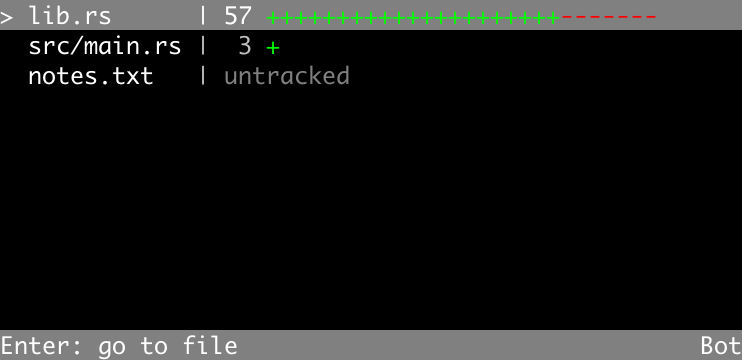 > lib.rs      | 57 +++++++++++++++++++++-------
  src/main.rs |  3 +
  notes.txt   | untracked
Enter: go to file                                 Bot